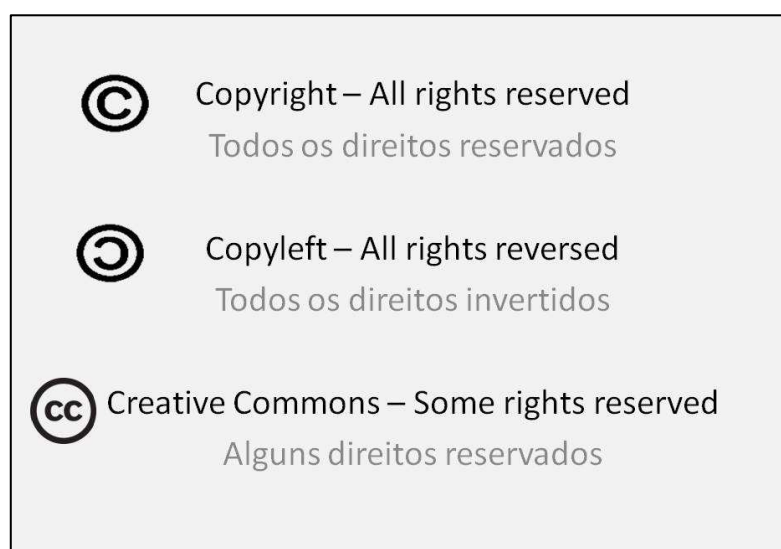 © Copyright – All rights reserved
Todos os direitos reservados
🄯 Copyleft – All rights reversed
Todos os direitos invertidos
cc Creative Commons – Some rights reserved
Alguns direitos reservados